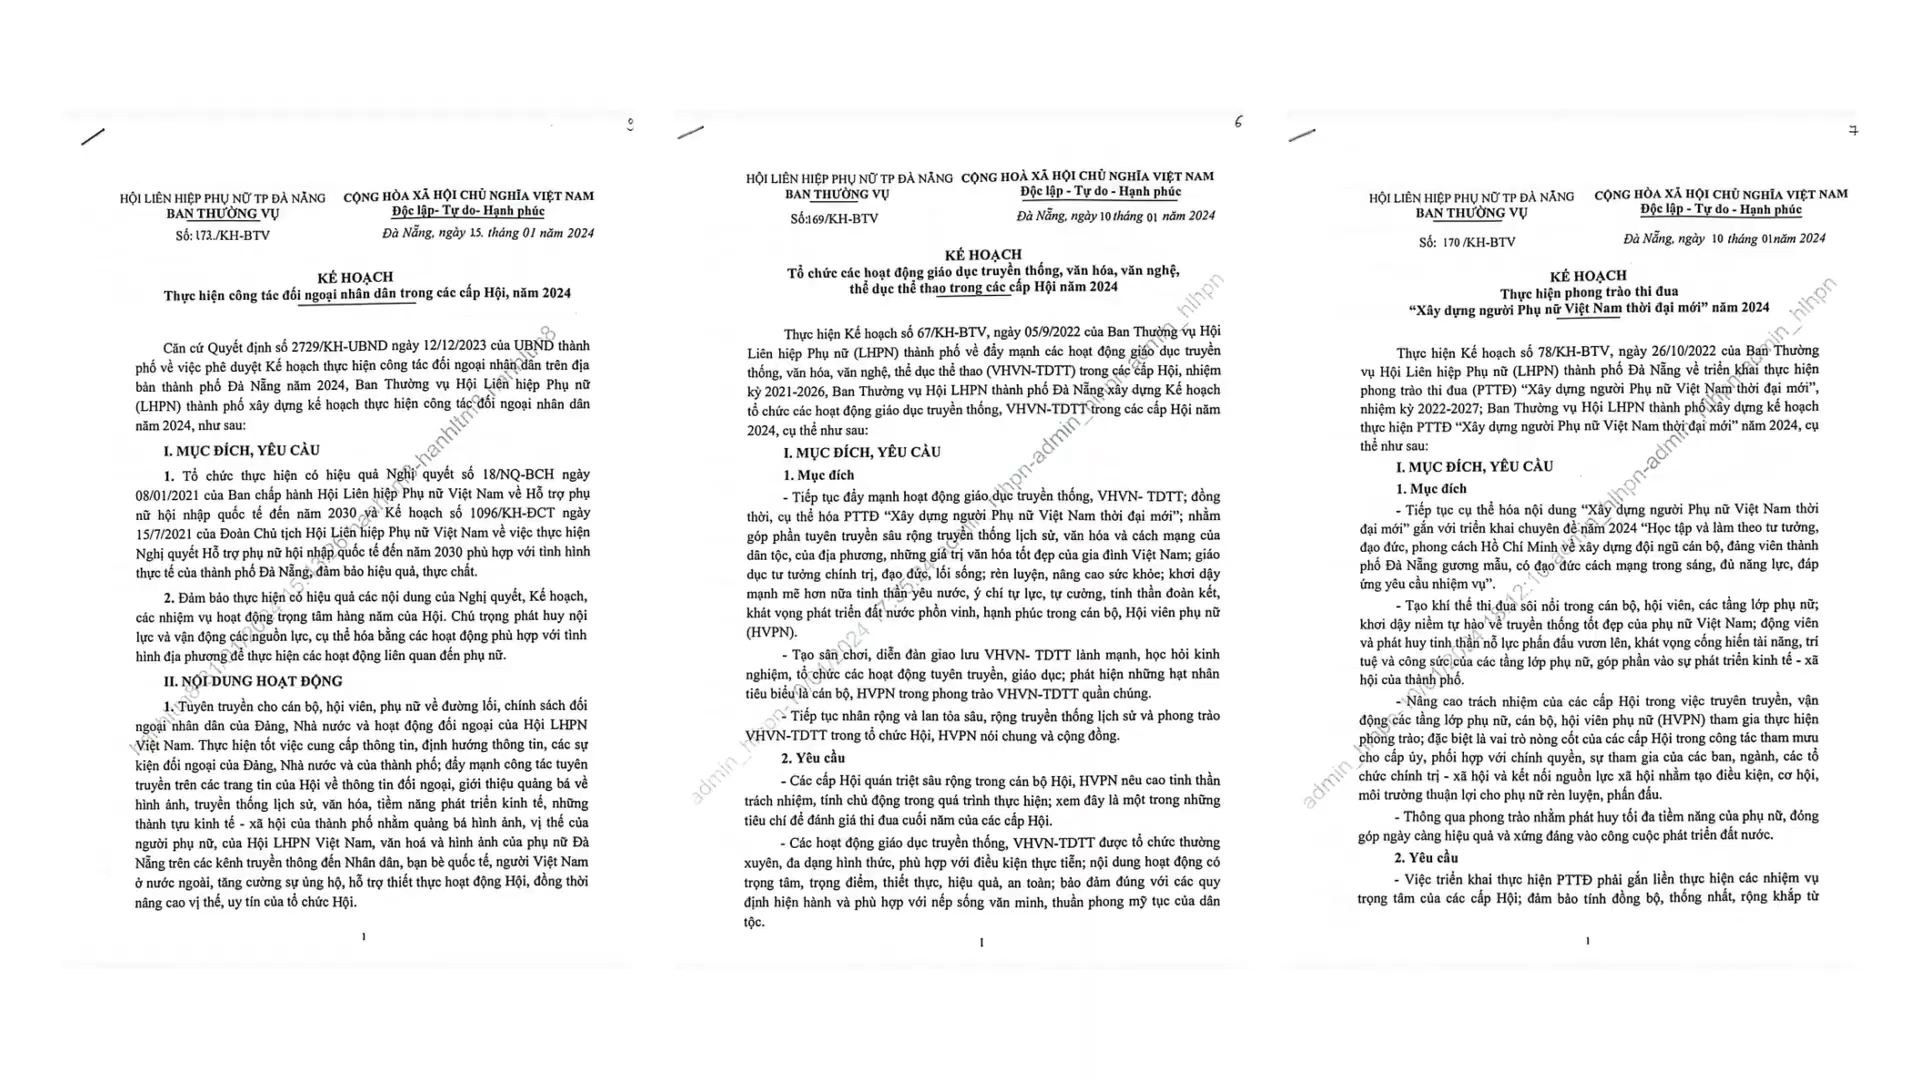 9
HỘI LIÊN HIỆP PHỤ NỮ TP ĐÀ NẴNG
BAN THƯỜNG VỤ
Số: 173./KH-BTV
CỘNG HÒA XÃ HỘI CHỦ NGHĨA VIỆT NAM
Độc lập- Tự do- Hạnh phúc
Đà Nẵng, ngày 15. tháng 01 năm 2024
KẾ HOẠCH
Thực hiện công tác đối ngoại nhân dân trong các cấp Hội, năm 2024
Căn cứ Quyết định số 2729/KH-UBND ngày 12/12/2023 của UBND thành
phố về việc phê duyệt Kế hoạch thực hiện công tác đối ngoại nhân dân trên địa
bàn thành phố Đà Nẵng năm 2024, Ban Thường vụ Hội Liên hiệp Phụ nữ
(LHPN) thành phố xây dựng kế hoạch thực hiện công tác đối ngoại nhân dân
năm 2024, như sau:
I. MỤC ĐÍCH, YÊU CẦU
1. Tổ chức thực hiện có hiệu quả Nghị quyết số 18/NQ-BCH ngày
08/01/2021 của Ban chấp hành Hội Liên hiệp Phụ nữ Việt Nam về Hỗ trợ phụ
nữ hội nhập quốc tế đến năm 2030 và Kế hoạch số 1096/KH-ĐCT ngày
15/7/2021 của Đoàn Chủ tịch Hội Liên hiệp Phụ nữ Việt Nam về việc thực hiện
Nghị quyết Hỗ trợ phụ nữ hội nhập quốc tế đến năm 2030 phù hợp với tình hình
thực tế của thành phố Đà Nẵng, đảm bảo hiệu quả, thực chất.
2. Đảm bảo thực hiện có hiệu quả các nội dung của Nghị quyết, Kế hoạch,
các nhiệm vụ hoạt động trọng tâm hàng năm của Hội. Chú trọng phát huy nội
lực và vận động các nguồn lực, cụ thể hóa bằng các hoạt động phù hợp với tình
hình địa phương để thực hiện các hoạt động liên quan đến phụ nữ.
II. NỘI DUNG HOẠT ĐỘNG
1. Tuyên truyền cho cán bộ, hội viên, phụ nữ về đường lối, chính sách đối
ngoại nhân dân của Đảng, Nhà nước và hoạt động đối ngoại của Hội LHPN
Việt Nam. Thực hiện tốt việc cung cấp thông tin, định hướng thông tin, các sự
kiện đối ngoại của Đảng, Nhà nước và của thành phố; đẩy mạnh công tác tuyên
truyền trên các trang tin của Hội về thông tin đối ngoại, giới thiệu quảng bá về
hình ảnh, truyền thống lịch sử, văn hóa, tiềm năng phát triển kinh tế, những
thành tựu kinh tế - xã hội của thành phố nhằm quảng bá hình ảnh, vị thế của
người phụ nữ, của Hội LHPN Việt Nam, văn hoá và hình ảnh của phụ nữ Đà
Nẵng trên các kênh truyền thông đến Nhân dân, bạn bè quốc tế, người Việt Nam
ở nước ngoài, tăng cường sự ủng hộ, hỗ trợ thiết thực hoạt động Hội, đồng thời
nâng cao vị thế, uy tín của tổ chức Hội.
1
6
HỘI LIÊN HIỆP PHỤ NỮ TP ĐÀ NẴNG
BAN THƯỜNG VỤ
Số:169/KH-BTV
CỘNG HOÀ XÃ HỘI CHỦ NGHĨA VIỆT NAM
Độc lập - Tự do - Hạnh phúc
Đà Nẵng, ngày 10 tháng 01 năm 2024
KẾ HOẠCH
Tổ chức các hoạt động giáo dục truyền thống, văn hóa, văn nghệ,
thể dục thể thao trong các cấp Hội năm 2024
Thực hiện Kế hoạch số 67/KH-BTV, ngày 05/9/2022 của Ban Thường vụ Hội
Liên hiệp Phụ nữ (LHPN) thành phố về đẩy mạnh các hoạt động giáo dục truyền
thống, văn hóa, văn nghệ, thể dục thể thao (VHVN-TDTT) trong các cấp Hội, nhiệm
kỳ 2021-2026, Ban Thường vụ Hội LHPN thành phố Đà Nẵng xây dựng Kế hoạch
tổ chức các hoạt động giáo dục truyền thống, VHVN-TDTT trong các cấp Hội năm
2024, cụ thể như sau:
I. MỤC ĐÍCH, YÊU CẦU
1. Mục đích
- Tiếp tục đẩy mạnh hoạt động giáo dục truyền thống, VHVN- TDTT; đồng
thời, cụ thể hóa PTTĐ “Xây dựng người Phụ nữ Việt Nam thời đại mới”; nhằm
góp phần tuyên truyền sâu rộng truyền thống lịch sử, văn hóa và cách mạng của
dân tộc, của địa phương, những giá trị văn hóa tốt đẹp của gia đình Việt Nam; giáo
dục tư tưởng chính trị, đạo đức, lối sống; rèn luyện, nâng cao sức khỏe; khơi dậy
mạnh mẽ hơn nữa tinh thần yêu nước, ý chí tự lực, tự cường, tinh thần đoàn kết,
khát vọng phát triển đất nước phồn vinh, hạnh phúc trong cán bộ, Hội viên phụ nữ
(HVPN).
- Tạo sân chơi, diễn đàn giao lưu VHVN- TDTT lành mạnh, học hỏi kinh
nghiệm, tổ chức các hoạt động tuyên truyền, giáo dục; phát hiện những hạt nhân
tiêu biểu là cán bộ, HVPN trong phong trào VHVN-TDTT quần chúng.
- Tiếp tục nhân rộng và lan tỏa sâu, rộng truyền thống lịch sử và phong trào
VHVN-TDTT trong tổ chức Hội, HVPN nói chung và cộng đồng.
2. Yêu cầu
- Các cấp Hội quán triệt sâu rộng trong cán bộ Hội, HVPN nêu cao tinh thần
trách nhiệm, tính chủ động trong quá trình thực hiện; xem đây là một trong những
tiêu chí để đánh giá thi đua cuối năm của các cấp Hội.
- Các hoạt động giáo dục truyền thống, VHVN-TDTT được tổ chức thường
xuyên, đa dạng hình thức, phù hợp với điều kiện thực tiễn; nội dung hoạt động có
trọng tâm, trọng điểm, thiết thực, hiệu quả, an toàn; bảo đảm đúng với các quy
định hiện hành và phù hợp với nếp sống văn minh, thuần phong mỹ tục của dân
tộc.
1
7
HỘI LIÊN HIỆP PHỤ NỮ TP ĐÀ NẴNG
BAN THƯỜNG VỤ
Số: 170 /KH-BTV
CỘNG HÒA XÃ HỘI CHỦ NGHĨA VIỆT NAM
Độc lập - Tự do - Hạnh phúc
Đà Nẵng, ngày 10 tháng 01năm 2024
KẾ HOẠCH
Thực hiện phong trào thi đua
“Xây dựng người Phụ nữ Việt Nam thời đại mới” năm 2024
Thực hiện Kế hoạch số 78/KH-BTV, ngày 26/10/2022 của Ban Thường
vụ Hội Liên hiệp Phụ nữ (LHPN) thành phố Đà Nẵng về triển khai thực hiện
phong trào thi đua (PTTĐ) “Xây dựng người Phụ nữ Việt Nam thời đại mới”,
nhiệm kỳ 2022-2027; Ban Thường vụ Hội LHPN thành phố xây dựng kế hoạch
thực hiện PTTĐ “Xây dựng người Phụ nữ Việt Nam thời đại mới” năm 2024, cụ
thể như sau:
I. MỤC ĐÍCH, YÊU CẦU
1. Mục đích
- Tiếp tục cụ thể hóa nội dung “Xây dựng người Phụ nữ Việt Nam thời
đại mới” gắn với triển khai chuyên đề năm 2024 “Học tập và làm theo tư tưởng,
đạo đức, phong cách Hồ Chí Minh về xây dựng đội ngũ cán bộ, đảng viên thành
phố Đà Nẵng gương mẫu, có đạo đức cách mạng trong sáng, đủ năng lực, đáp
ứng yêu cầu nhiệm vụ”.
- Tạo khí thế thi đua sôi nổi trong cán bộ, hội viên, các tầng lớp phụ nữ;
khơi dậy niềm tự hào về truyền thống tốt đẹp của phụ nữ Việt Nam; động viên
và phát huy tinh thần nỗ lực phấn đấu vươn lên, khát vọng cống hiến tài năng, trí
tuệ và công sức của các tầng lớp phụ nữ, góp phần vào sự phát triển kinh tế - xã
hội của thành phố.
- Nâng cao trách nhiệm của các cấp Hội trong việc tuyên truyền, vận
động các tầng lớp phụ nữ, cán bộ, hội viên phụ nữ (HVPN) tham gia thực hiện
phong trào; đặc biệt là vai trò nòng cốt của các cấp Hội trong công tác tham mưu
cho cấp ủy, phối hợp với chính quyền, sự tham gia của các ban, ngành, các tổ
chức chính trị - xã hội và kết nối nguồn lực xã hội nhằm tạo điều kiện, cơ hội,
môi trường thuận lợi cho phụ nữ rèn luyện, phấn đấu.
- Thông qua phong trào nhằm phát huy tối đa tiềm năng của phụ nữ, đóng
góp ngày càng hiệu quả và xứng đáng vào công cuộc phát triển đất nước.
2. Yêu cầu
- Việc triển khai thực hiện PTTĐ phải gắn liền thực hiện các nhiệm vụ
trọng tâm của các cấp Hội; đảm bảo tính đồng bộ, thống nhất, rộng khắp từ
1